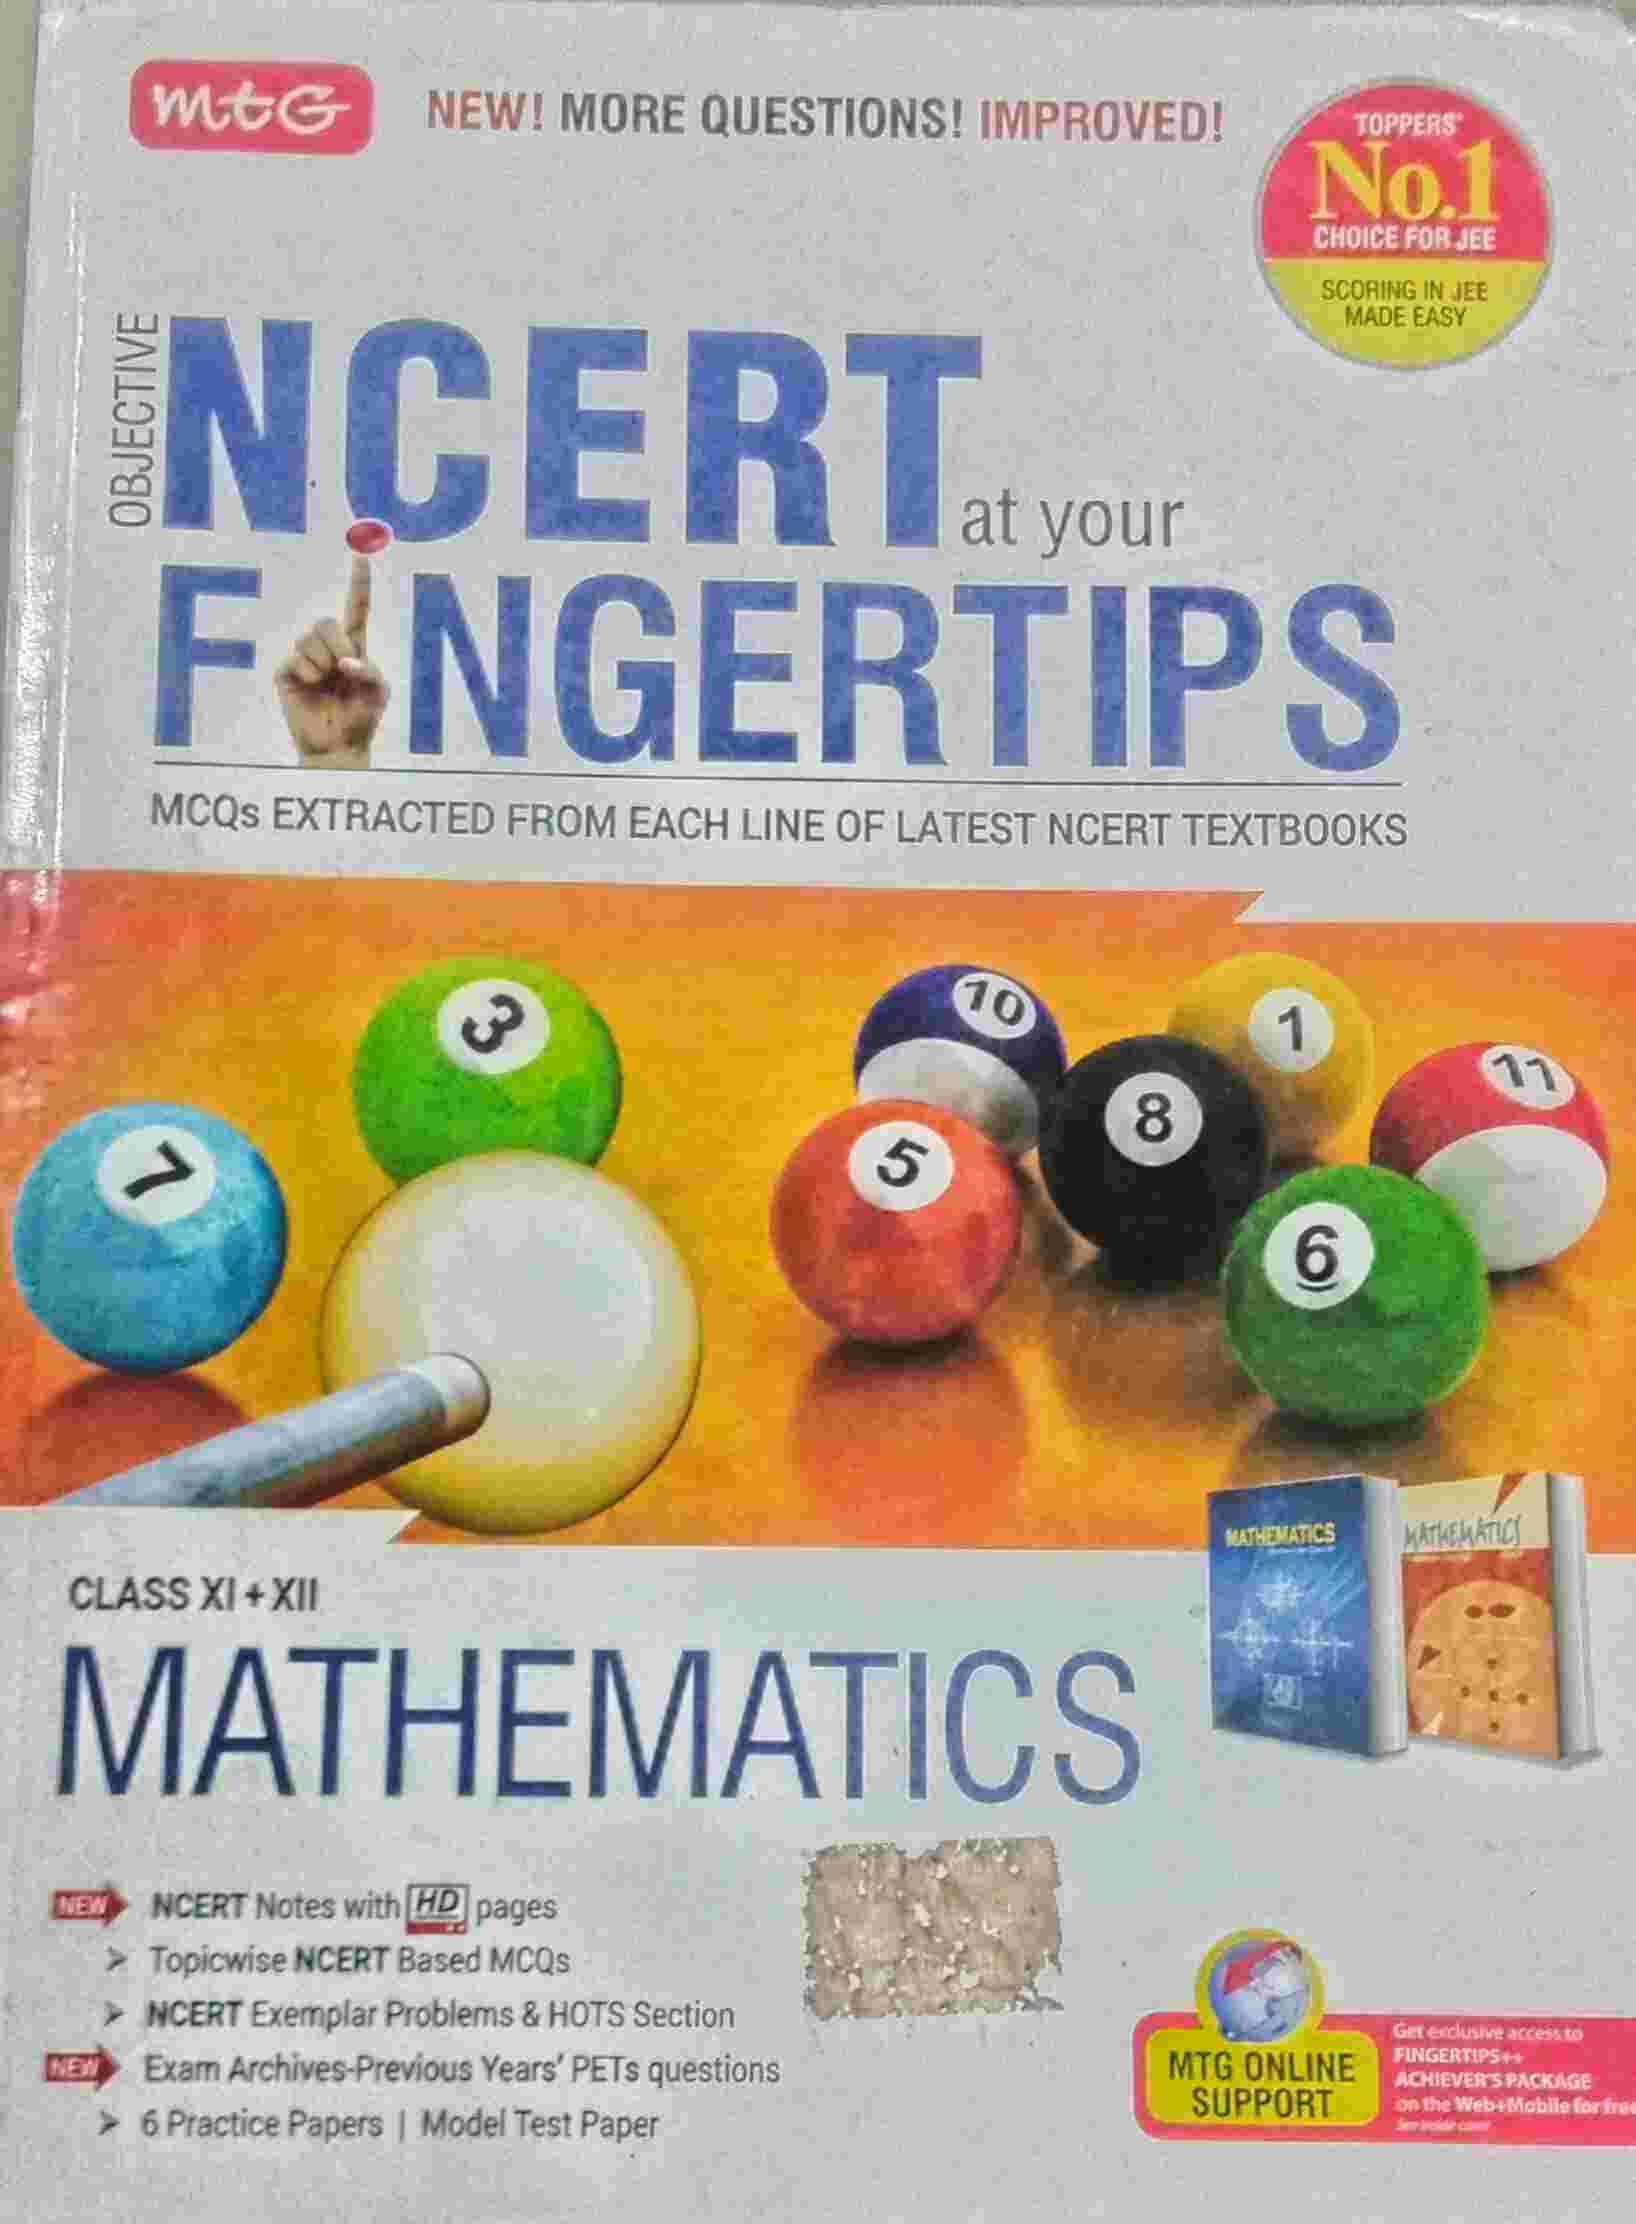 mtG
NEW! MORE QUESTIONS! IMPROVED!
TOPPERS'
No.1
CHOICE FOR JEE
SCORING IN JEE
MADE EASY
OBJECTIVE
NCERT at your
FINGERTIPS
MCQs EXTRACTED FROM EACH LINE OF LATEST NCERT TEXTBOOKS
3
10
1
11
7
5
8
6
MATHEMATICS
MATHEMATICS
CLASS XI + XII
MATHEMATICS
NEW NCERT Notes with HD pages
Topicwise NCERT Based MCQs
NCERT Exemplar Problems & HOTS Section
NEW Exam Archives-Previous Years' PETs questions
6 Practice Papers | Model Test Paper
MTG ONLINE
SUPPORT
Get exclusive access to
FINGERTIPS++
ACHIEVER'S PACKAGE
on the Web+Mobile for free
See inside cover